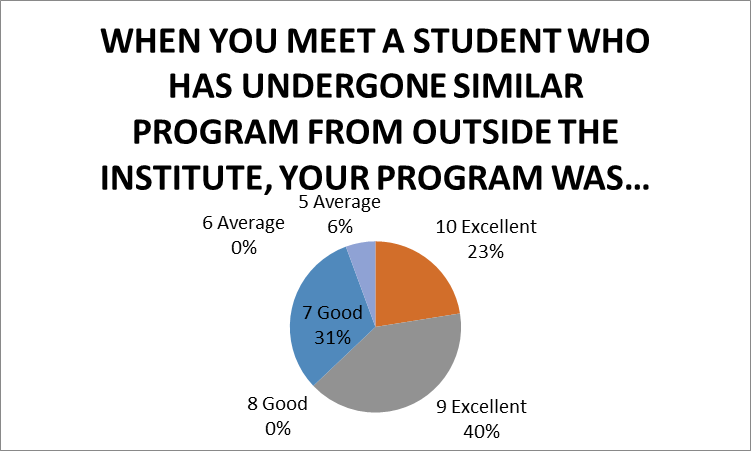 WHEN YOU MEET A STUDENT WHO
HAS UNDERGONE SIMILAR
PROGRAM FROM OUTSIDE THE
INSTITUTE, YOUR PROGRAM WAS…
5 Average
6%
6 Average
0%
10 Excellent
23%
7 Good
31%
8 Good
0%
9 Excellent
40%